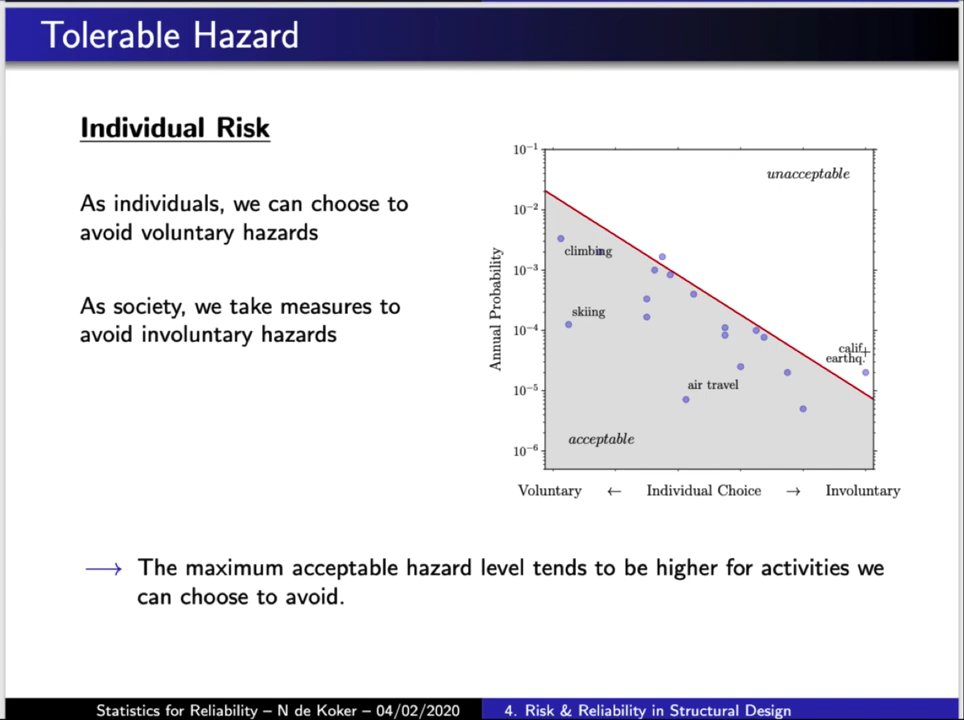 Tolerable Hazard
Individual Risk
As individuals, we can choose to
avoid voluntary hazards
As society, we take measures to
avoid involuntary hazards
Annual Probability
10⁻¹
10⁻²
10⁻³
10⁻⁴
10⁻⁵
10⁻⁶
unacceptable
climbing
skiing
calif.
earthq.
air travel
acceptable
Voluntary ← Individual Choice → Involuntary
⟶ The maximum acceptable hazard level tends to be higher for activities we
can choose to avoid.
Statistics for Reliability – N de Koker – 04/02/2020 4. Risk & Reliability in Structural Design